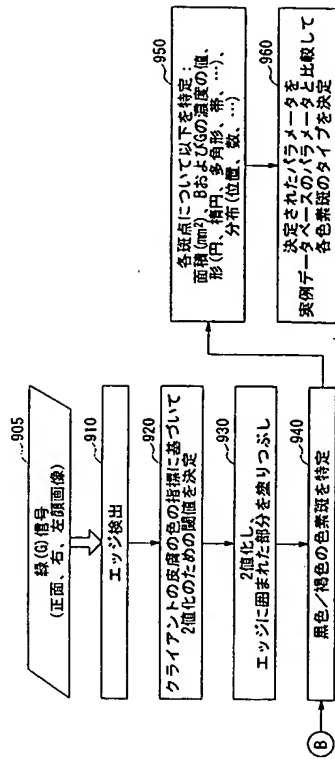 905
緑(G)信号
(正面、右、左顔画像)
910
エッジ検出
920
クライアントの皮膚の色の指標に基づいて
2値化のための閾値を決定
930
2値化し、
エッジに囲まれた部分を塗りつぶし
940
黒色/褐色の色素斑を特定
B
950
各斑点について以下を特定:
面積(mm²)、BおよびGの濃度の値、
形(円、楕円、多角形、帯、…)、
分布(位置、数、…)
960
決定されたパラメータを
実例データベースのパラメータと比較して
各色素斑のタイプを決定